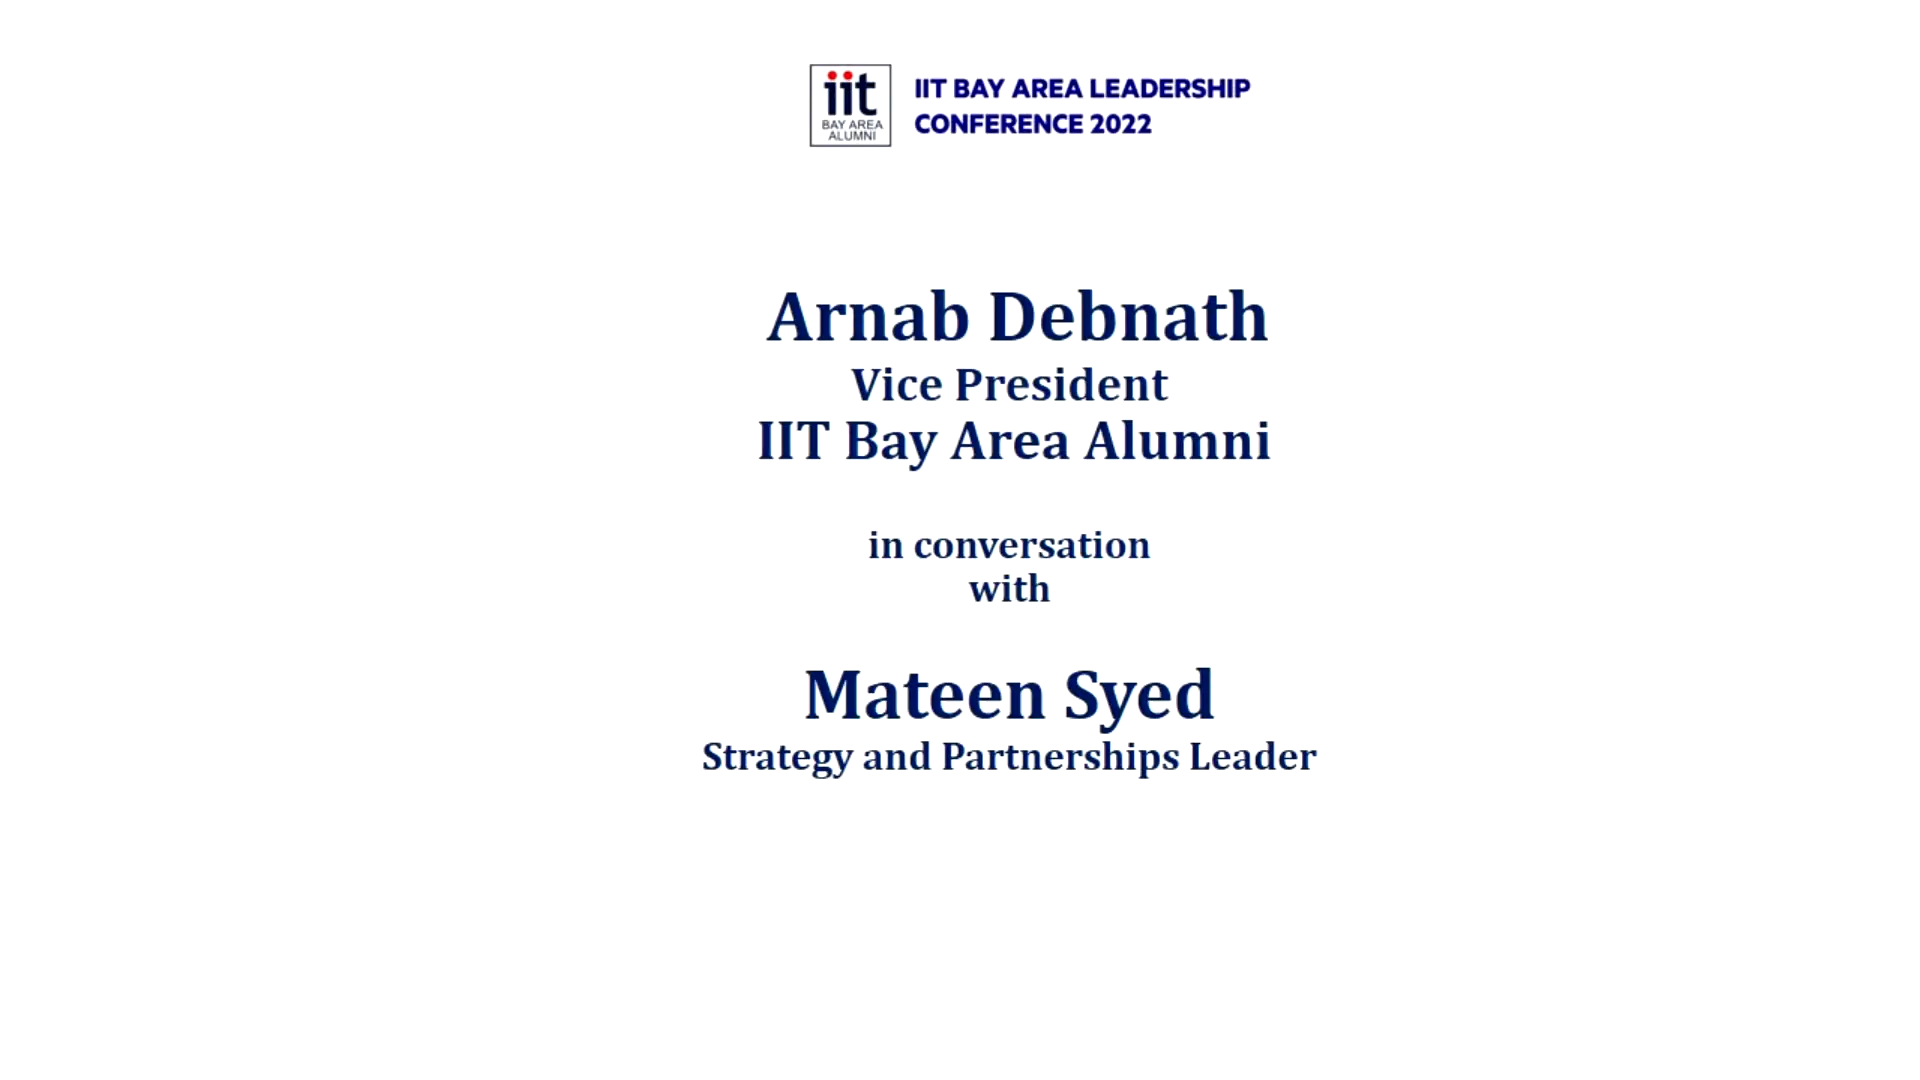 iit
BAY AREA
ALUMNI
IIT BAY AREA LEADERSHIP
CONFERENCE 2022
Arnab Debnath
Vice President
IIT Bay Area Alumni
in conversation
with
Mateen Syed
Strategy and Partnerships Leader